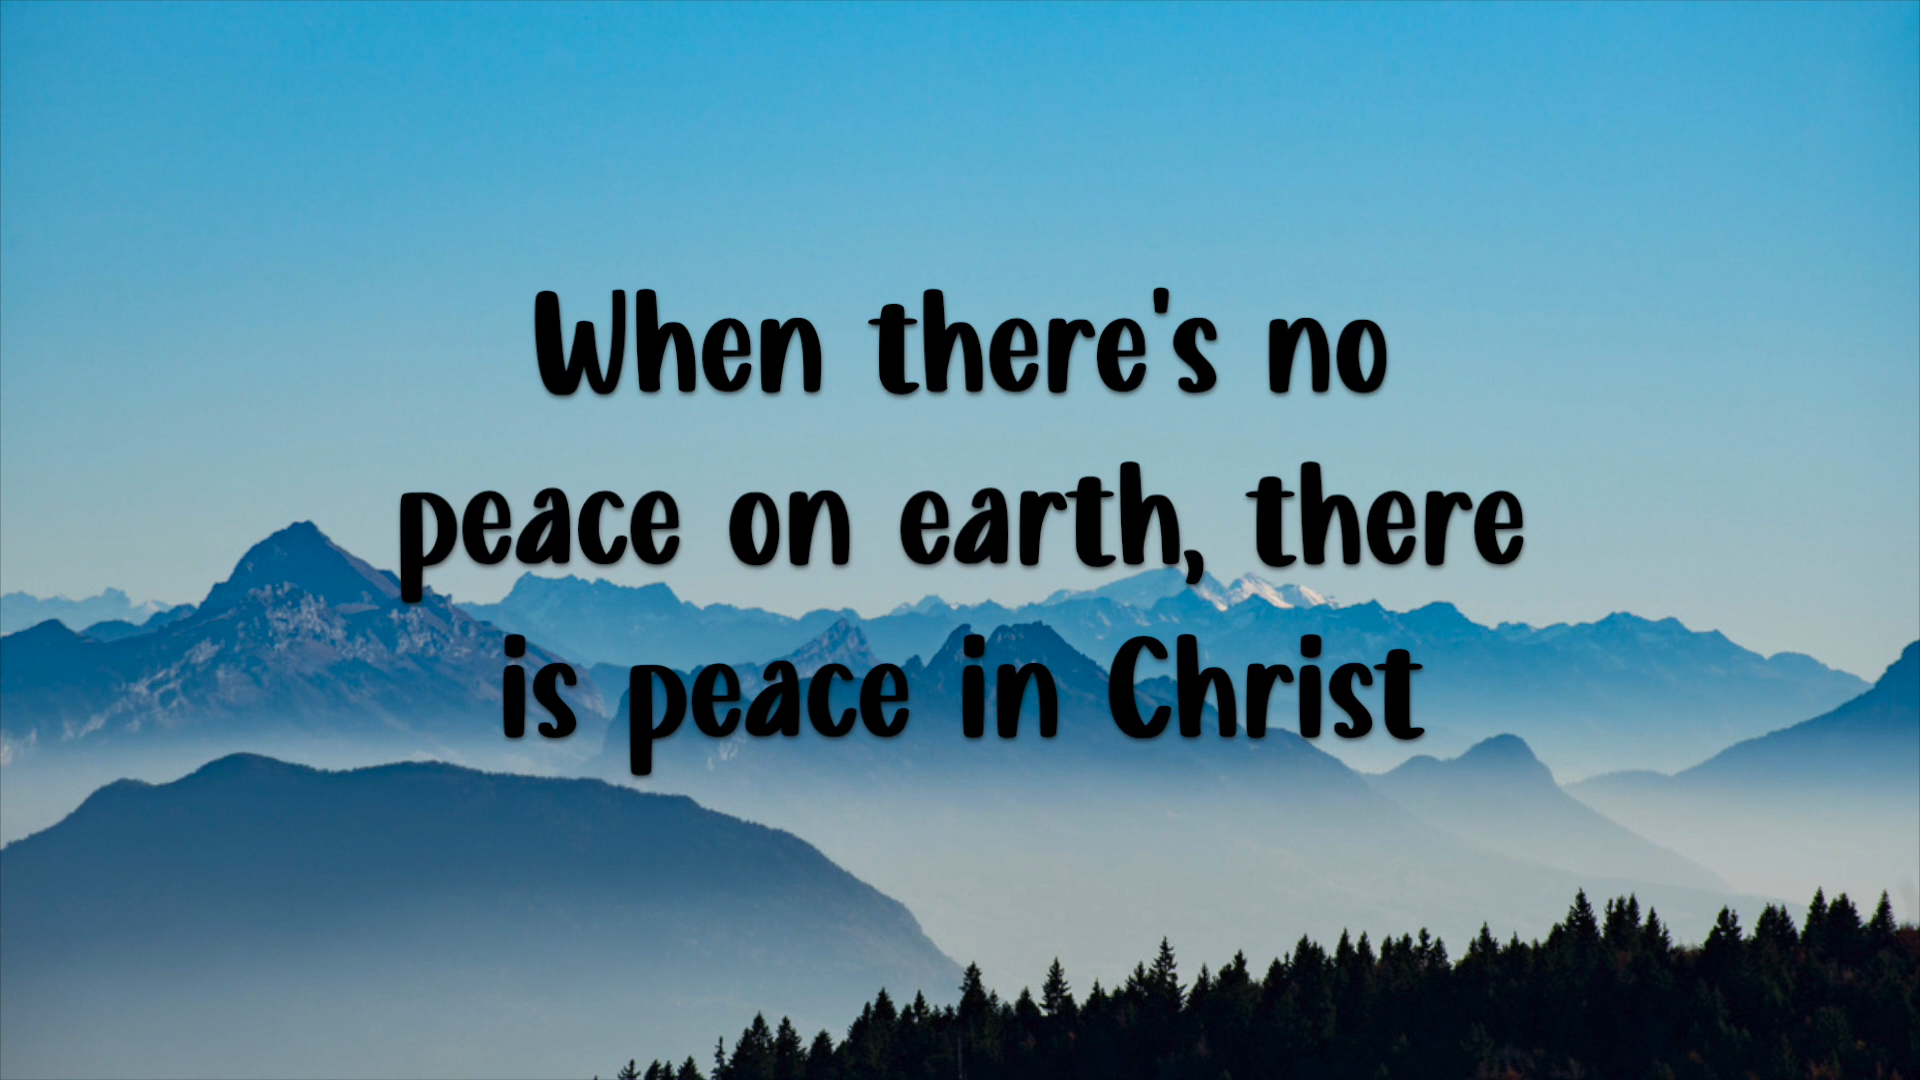 When there's no
peace on earth, there
is peace in Christ